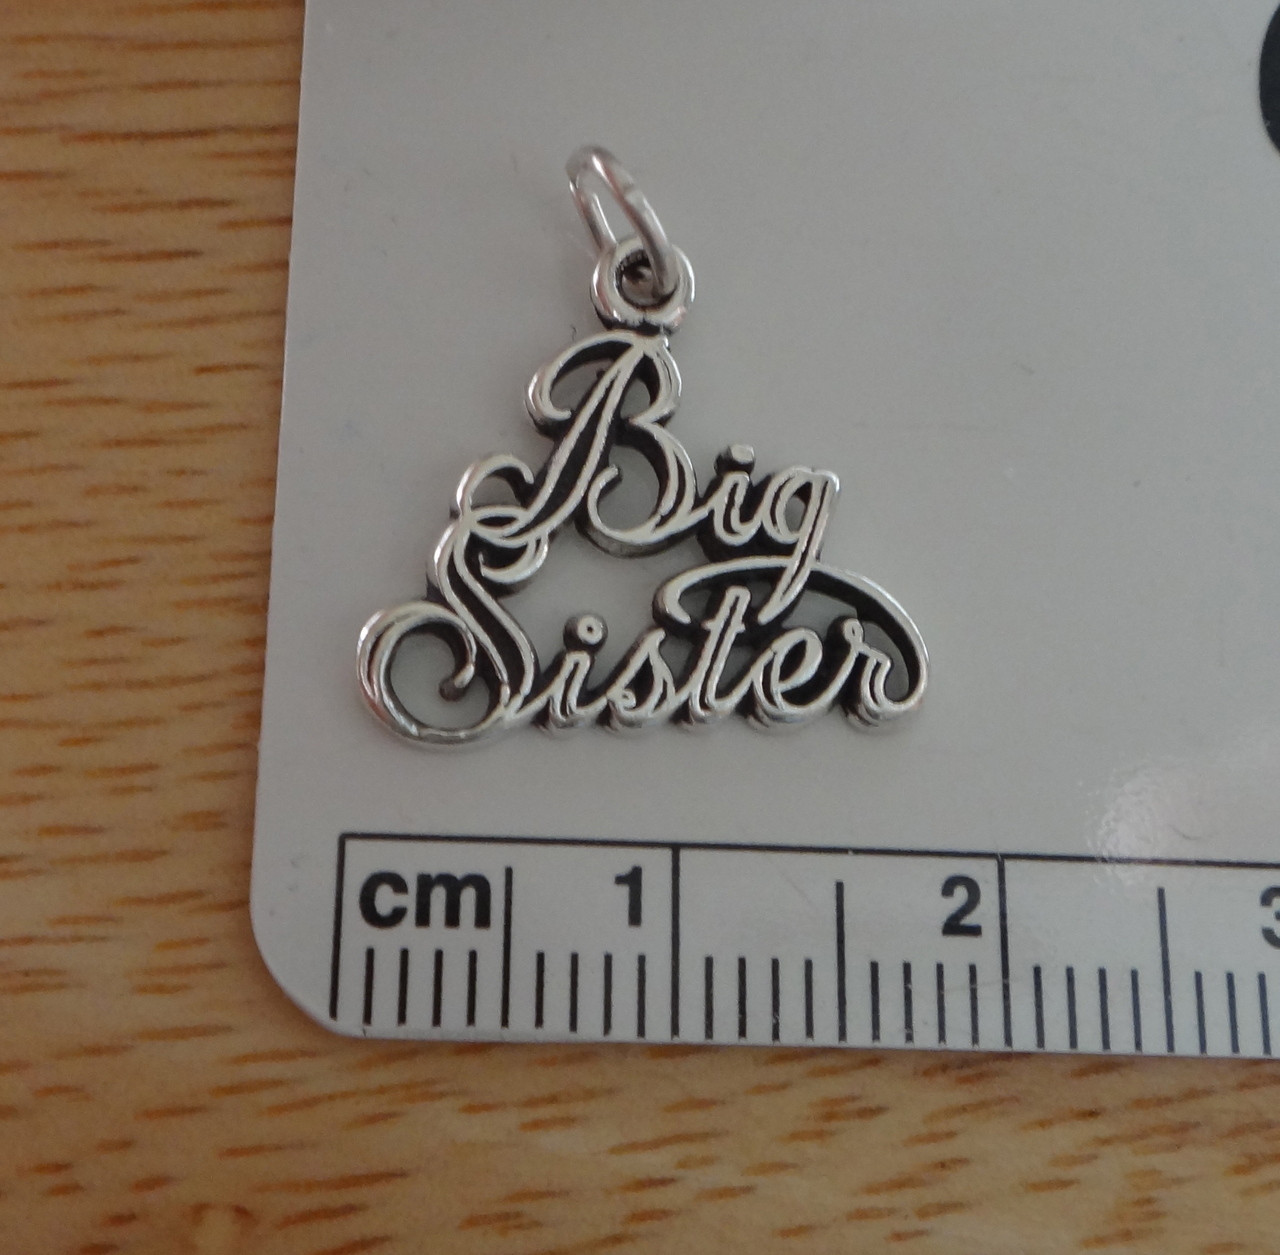 Big
Sister
cm 1 2 3